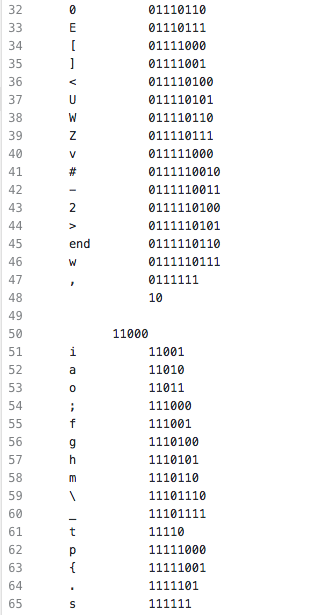 32 0 01110110
33 E 01110111
34 [ 01111000
35 ] 01111001
36 < 011110100
37 U 011110101
38 W 011110110
39 Z 011110111
40 v 011111000
41 # 0111110010
42 - 0111110011
43 2 0111110100
44 > 0111110101
45 end 0111110110
46 w 0111110111
47 , 0111111
48 10
49
50 11000
51 i 11001
52 a 11010
53 o 11011
54 ; 111000
55 f 111001
56 g 1110100
57 h 1110101
58 m 1110110
59 \ 11101110
60 _ 11101111
61 t 11110
62 p 11111000
63 { 11111001
64 . 1111101
65 s 111111